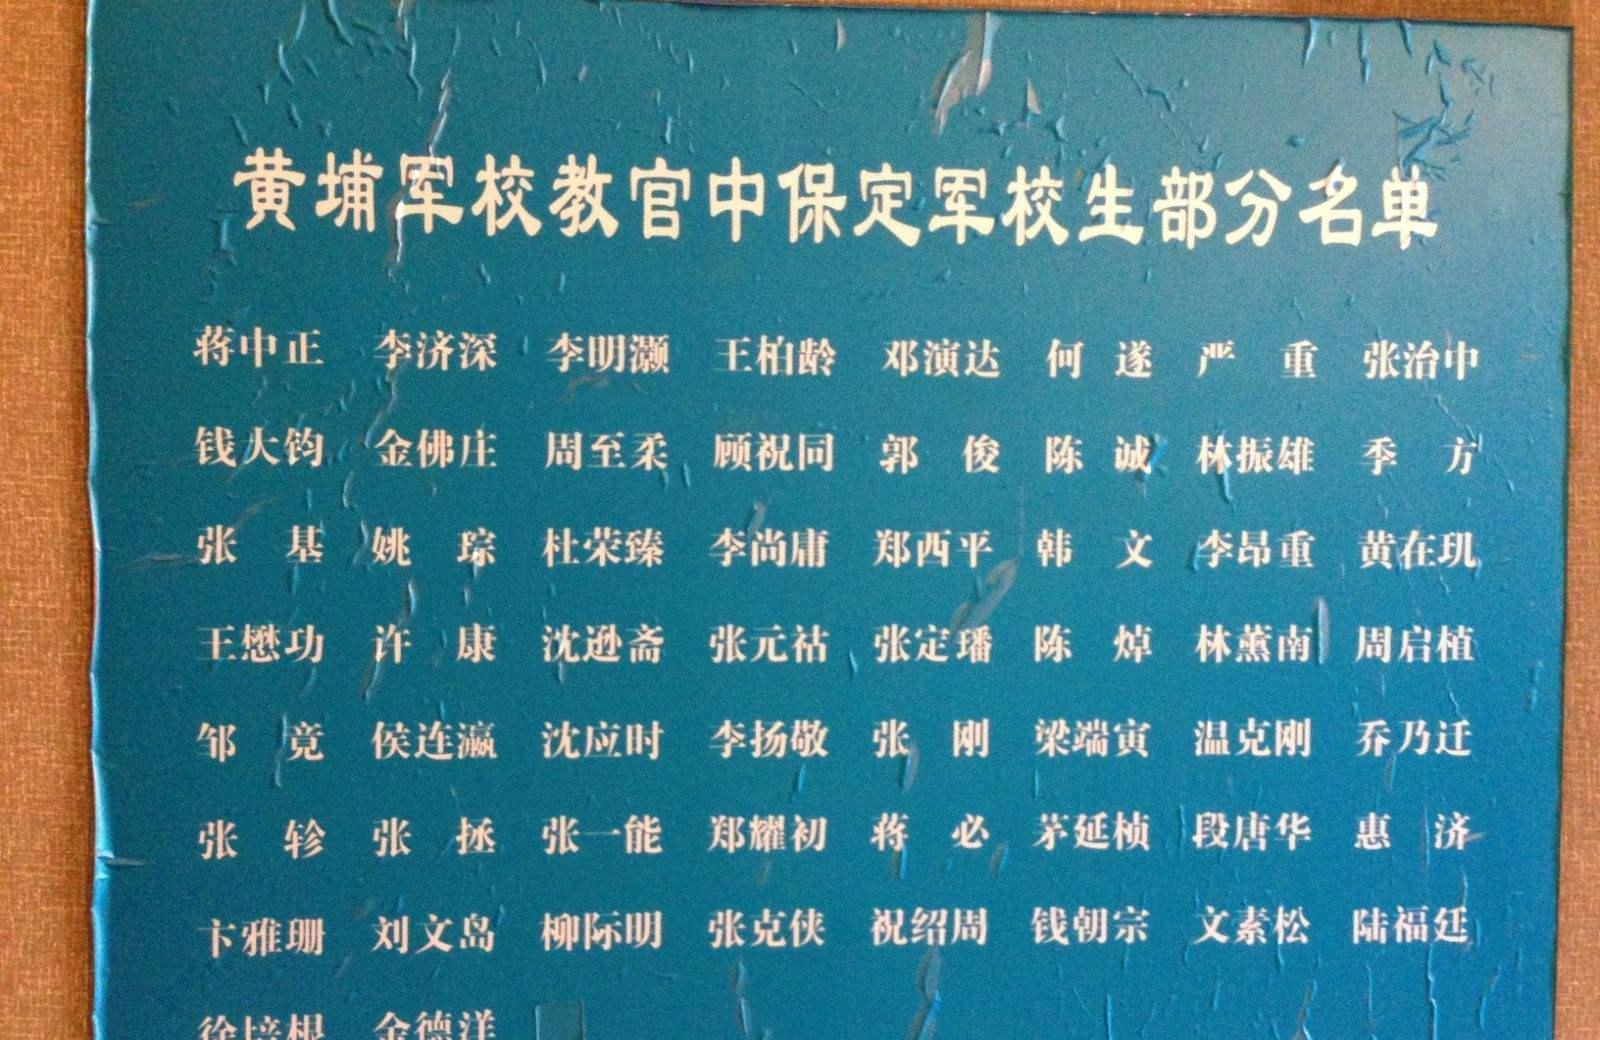 黄埔军校教官中保定军校生部分名单
蒋中正 李济深 李明灏 王柏龄 邓演达 何遂 严重 张治中
钱大钧 金佛庄 周至柔 顾祝同 郭俊 陈诚 林振雄 季方
张基 姚琮 杜荣臻 李尚庸 郑西平 韩文 李昂重 黄在玑
王懋功 许康 沈逊斋 张元祜 张定璠 陈焯 林薰南 周启植
邹竞 侯连瀛 沈应时 李扬敬 张刚 梁端寅 温克刚 乔乃迁
张轸 张拯 张一能 郑耀初 蒋必 茅延桢 段唐华 惠济
卞雅珊 刘文岛 柳际明 张克侠 祝绍周 钱朝宗 文素松 陆福廷
徐培根 金德洋